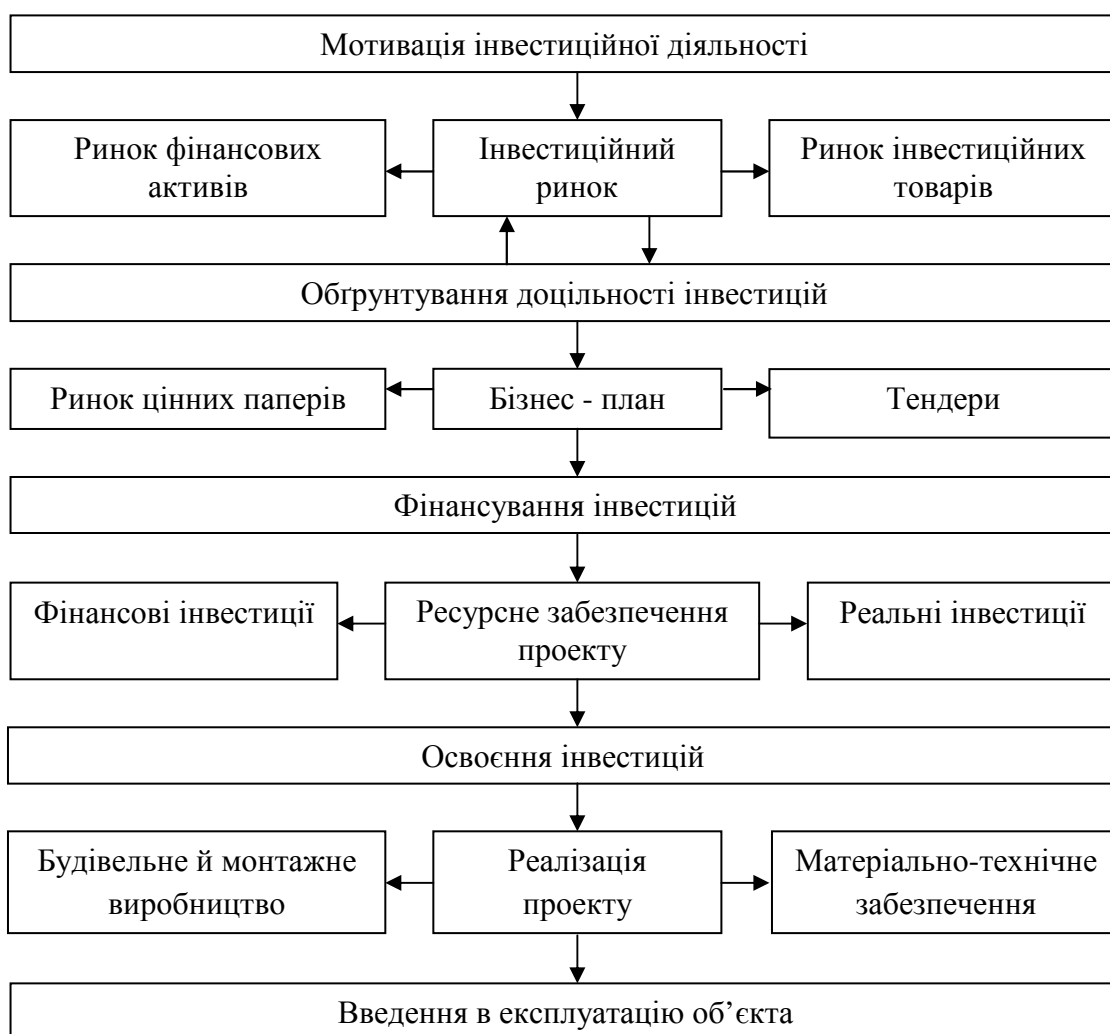 Мотивація інвестиційної діяльності
Ринок фінансових
активів
Інвестиційний
ринок
Ринок інвестиційних
товарів
Обґрунтування доцільності інвестицій
Ринок цінних паперів
Бізнес - план
Тендери
Фінансування інвестицій
Фінансові інвестиції
Ресурсне забезпечення
проекту
Реальні інвестиції
Освоєння інвестицій
Будівельне й монтажне
виробництво
Реалізація
проекту
Матеріально-технічне
забезпечення
Введення в експлуатацію об’єкта